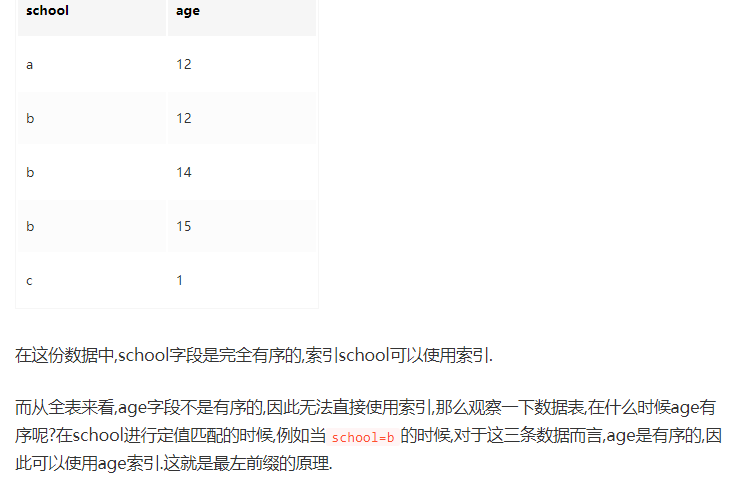 school age
a 12
b 12
b 14
b 15
c 1
在这份数据中,school字段是完全有序的,索引school可以使用索引.
而从全表来看,age字段不是有序的,因此无法直接使用索引,那么观察一下数据表,在什么时候age有
序呢?在school进行定值匹配的时候,例如当 school=b 的时候,对于这三条数据而言,age是有序的,因
此可以使用age索引.这就是最左前缀的原理.